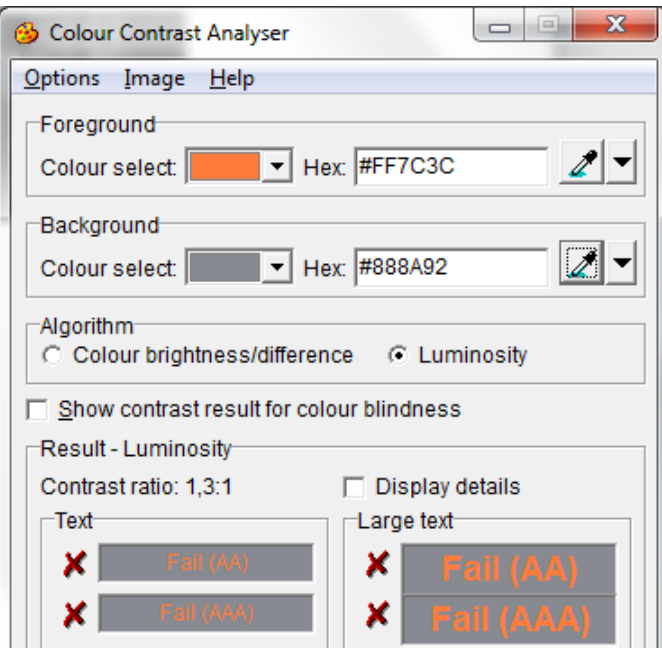 Colour Contrast Analyser
Options Image Help
Foreground
Colour select: Hex: #FF7C3C
Background
Colour select: Hex: #888A92
Algorithm
Colour brightness/difference Luminosity
Show contrast result for colour blindness
Result - Luminosity
Contrast ratio: 1,3:1 Display details
Text Large text
Fail (AA) Fail (AA)
Fail (AAA) Fail (AAA)